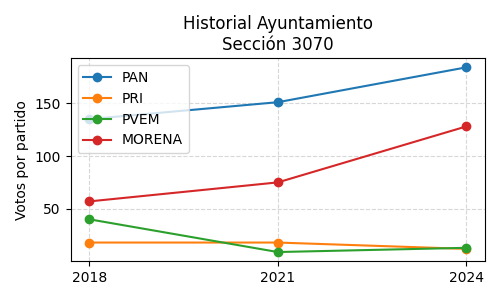 Historial Ayuntamiento
Sección 3070
Votos por partido
150
100
50
PAN
PRI
PVEM
MORENA
2018
2021
2024